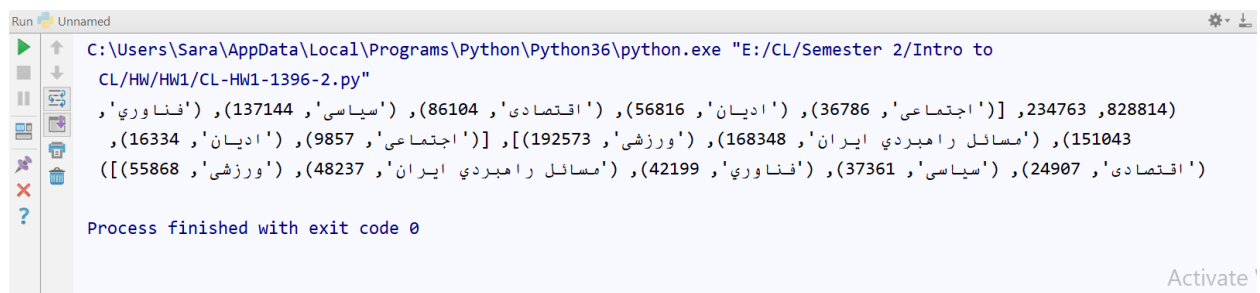 Run Unnamed
C:\Users\Sara\AppData\Local\Programs\Python\Python36\python.exe "E:/CL/Semester 2/Intro to
CL/HW/HW1/CL-HW1-1396-2.py"
(828814, 234763, [('اجتماعی', 36786), ('ادیان', 56816), ('اقتصادی', 86104), ('سیاسی', 137144), ('فناوري',
151043), ('مسائل راهبردي ایران', 168348), ('ورزشی', 192573)], [('اجتماعی', 9857), ('ادیان', 16334),
('اقتصادی', 24907), ('سیاسی', 37361), ('فناوري', 42199), ('مسائل راهبردي ایران', 48237), ('ورزشی', 55868)])
Process finished with exit code 0
Activate